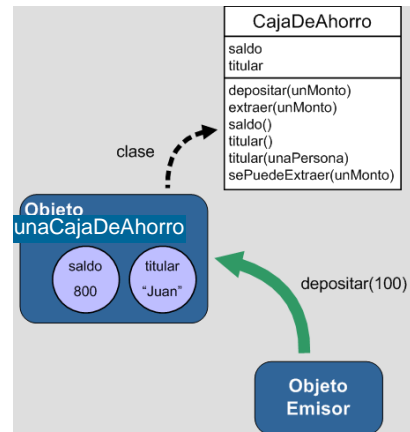 CajaDeAhorro
saldo
titular
depositar(unMonto)
extraer(unMonto)
saldo()
titular()
titular(unaPersona)
sePuedeExtraer(unMonto)
clase
Objeto
unaCajaDeAhorro
saldo
800
titular
“Juan”
depositar(100)
Objeto
Emisor